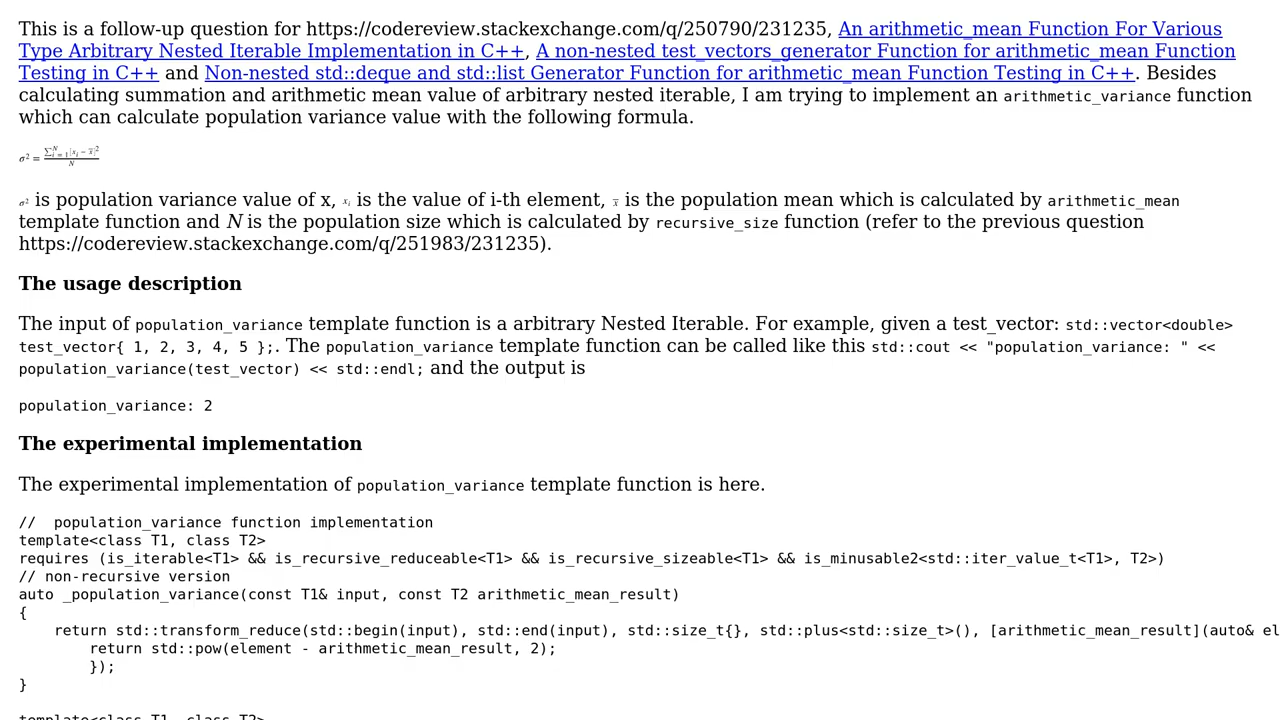 This is a follow-up question for https://codereview.stackexchange.com/q/250790/231235, An arithmetic_mean Function For Various
Type Arbitrary Nested Iterable Implementation in C++, A non-nested test_vectors_generator Function for arithmetic_mean Function
Testing in C++ and Non-nested std::deque and std::list Generator Function for arithmetic_mean Function Testing in C++. Besides
calculating summation and arithmetic mean value of arbitrary nested iterable, I am trying to implement an arithmetic_variance function
which can calculate population variance value with the following formula.
σ² = ∑ᵢ₌₁ᴺ|xᵢ − x̅|² / N
σ² is population variance value of x, xᵢ is the value of i-th element, x̅ is the population mean which is calculated by arithmetic_mean
template function and N is the population size which is calculated by recursive_size function (refer to the previous question
https://codereview.stackexchange.com/q/251983/231235).
The usage description
The input of population_variance template function is a arbitrary Nested Iterable. For example, given a test_vector: std::vector<double>
test_vector{ 1, 2, 3, 4, 5 };. The population_variance template function can be called like this std::cout << "population_variance: " <<
population_variance(test_vector) << std::endl; and the output is
population_variance: 2
The experimental implementation
The experimental implementation of population_variance template function is here.
//  population_variance function implementation
template<class T1, class T2>
requires (is_iterable<T1> && is_recursive_reduceable<T1> && is_recursive_sizeable<T1> && is_minusable2<std::iter_value_t<T1>, T2>)
// non-recursive version
auto _population_variance(const T1& input, const T2 arithmetic_mean_result)
{
    return std::transform_reduce(std::begin(input), std::end(input), std::size_t{}, std::plus<std::size_t>(), [arithmetic_mean_result](auto& el
        return std::pow(element - arithmetic_mean_result, 2);
        });
}
template<class T1, class T2>